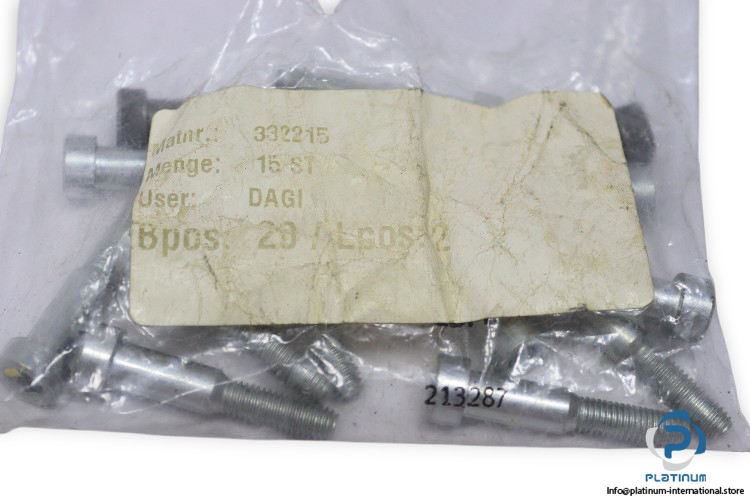 Matnr.: 332215
Menge: 15 ST
User: DAGI
Bpos: 20 / Lpos 2
213287
PLATINUM
Info@platinum-international.store